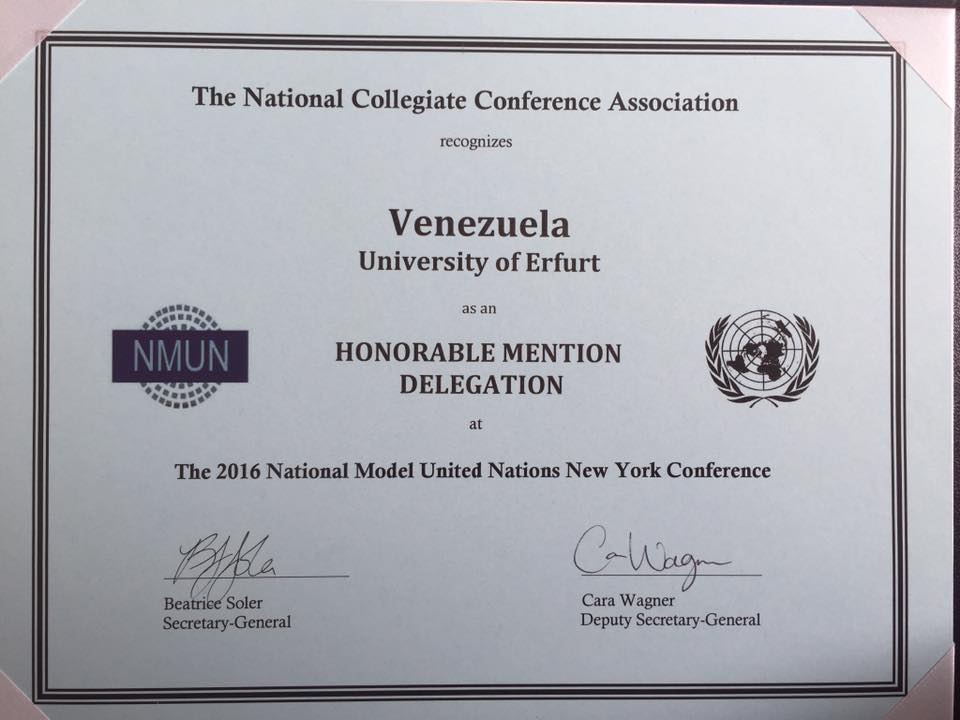 The National Collegiate Conference Association
recognizes
Venezuela
University of Erfurt
as an
NMUN
HONORABLE MENTION
DELEGATION
at
The 2016 National Model United Nations New York Conference
Beatrice Soler
Secretary-General
Cara Wagner
Deputy Secretary-General